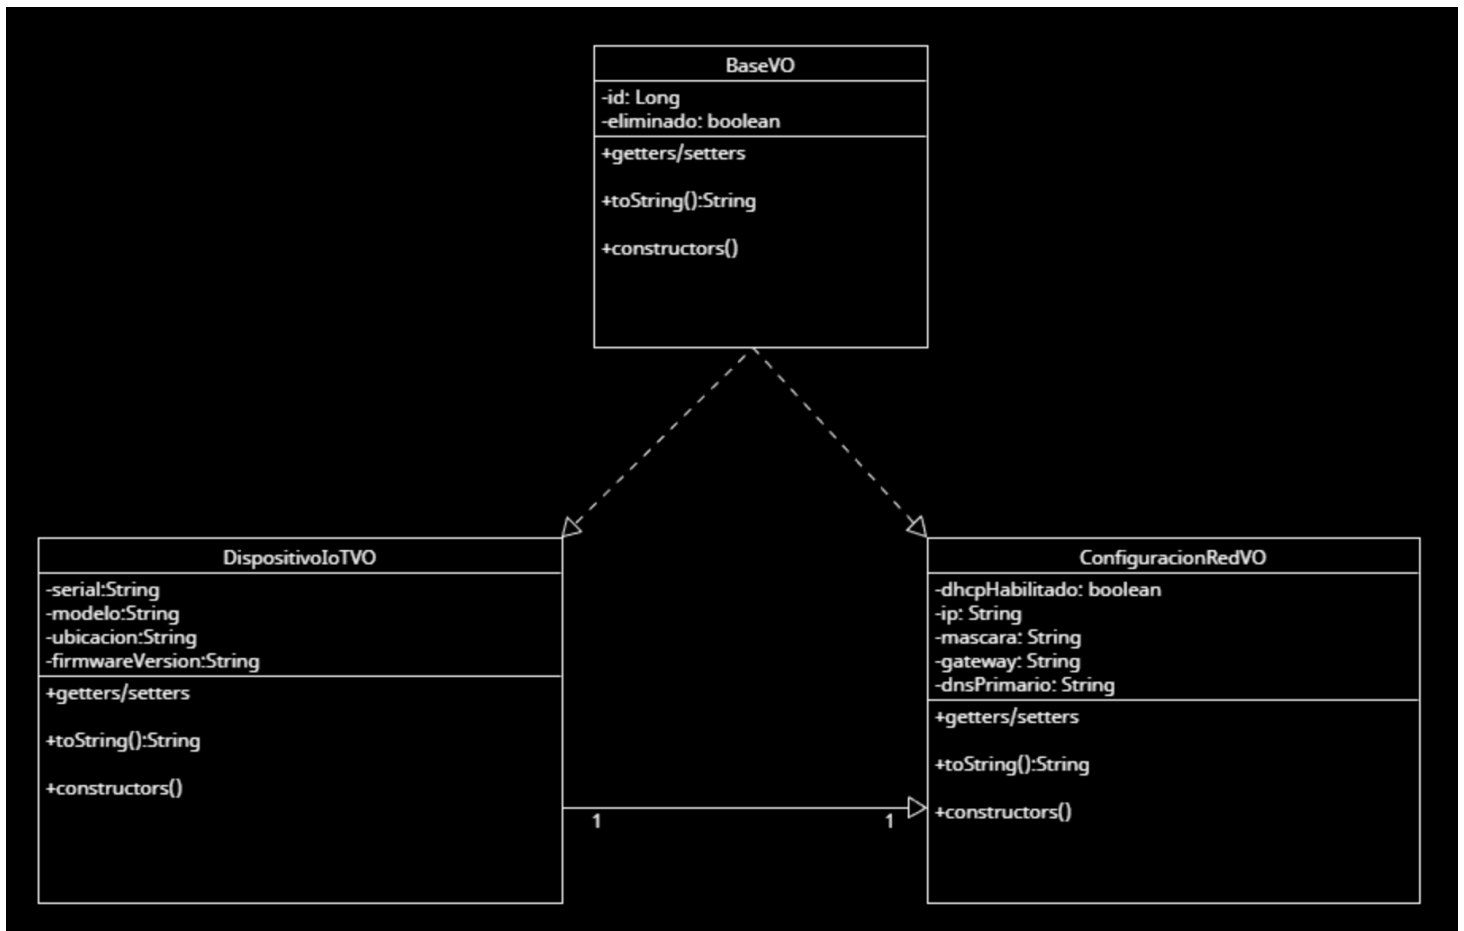 BaseVO
-id: Long
-eliminado: boolean
+getters/setters
+toString():String
+constructors()
DispositivoIoTVO
-serial:String
-modelo:String
-ubicacion:String
-firmwareVersion:String
+getters/setters
+toString():String
+constructors()
1
1
ConfiguracionRedVO
-dhcpHabilitado: boolean
-ip: String
-mascara: String
-gateway: String
-dnsPrimario: String
+getters/setters
+toString():String
+constructors()